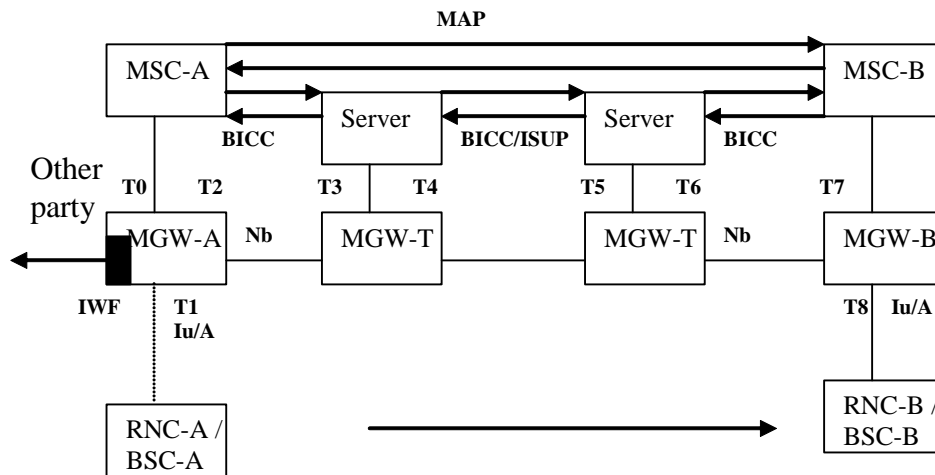 MAP
MSC-A
MSC-B
Server
Server
BICC
BICC/ISUP
BICC
Other
party
T0
T2
T3
T4
T5
T6
T7
MGW-A
Nb
MGW-T
MGW-T
Nb
MGW-B
IWF
T1
Iu/A
T8
Iu/A
RNC-A /
BSC-A
RNC-B /
BSC-B